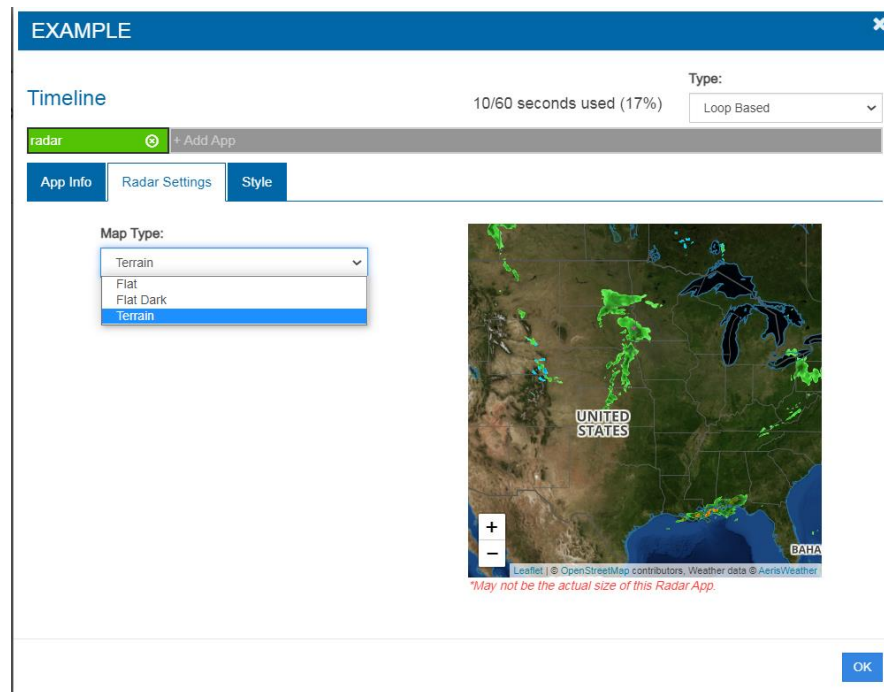 EXAMPLE
Timeline
10/60 seconds used (17%)
Type:
Loop Based
radar
+ Add App
App Info
Radar Settings
Style
Map Type:
Terrain
Flat
Flat Dark
Terrain
UNITED
STATES
+
−
BAHA
Leaflet | © OpenStreetMap contributors, Weather data © AerisWeather
*May not be the actual size of this Radar App.
OK